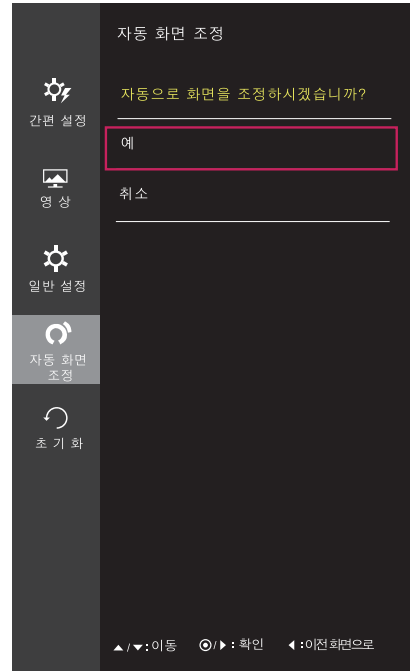 자동 화면 조정
자동으로 화면을 조정하시겠습니까?
예
취소
간편 설정
영 상
일반 설정
자동 화면
조정
초 기 화
▲/▼:이동 ⦿/▶:확인 ◀:이전화면으로